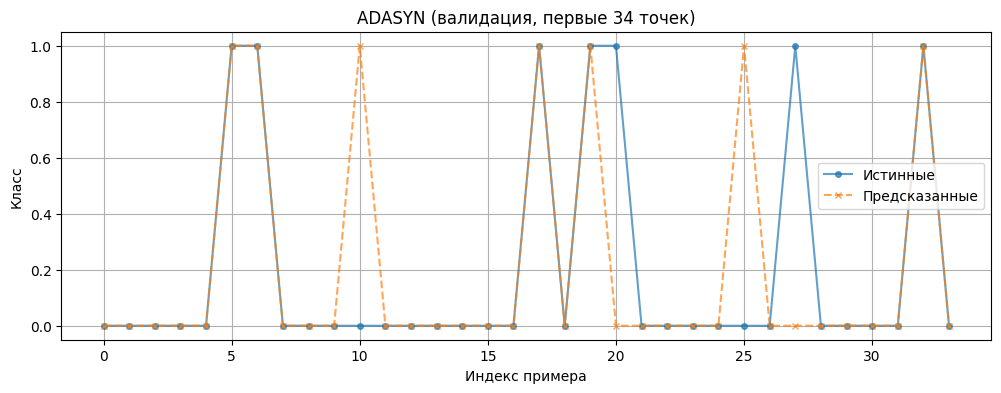 ADASYN (валидация, первые 34 точек)
Класс
1.0
0.8
0.6
0.4
0.2
0.0
Истинные
Предсказанные
0 5 10 15 20 25 30
Индекс примера